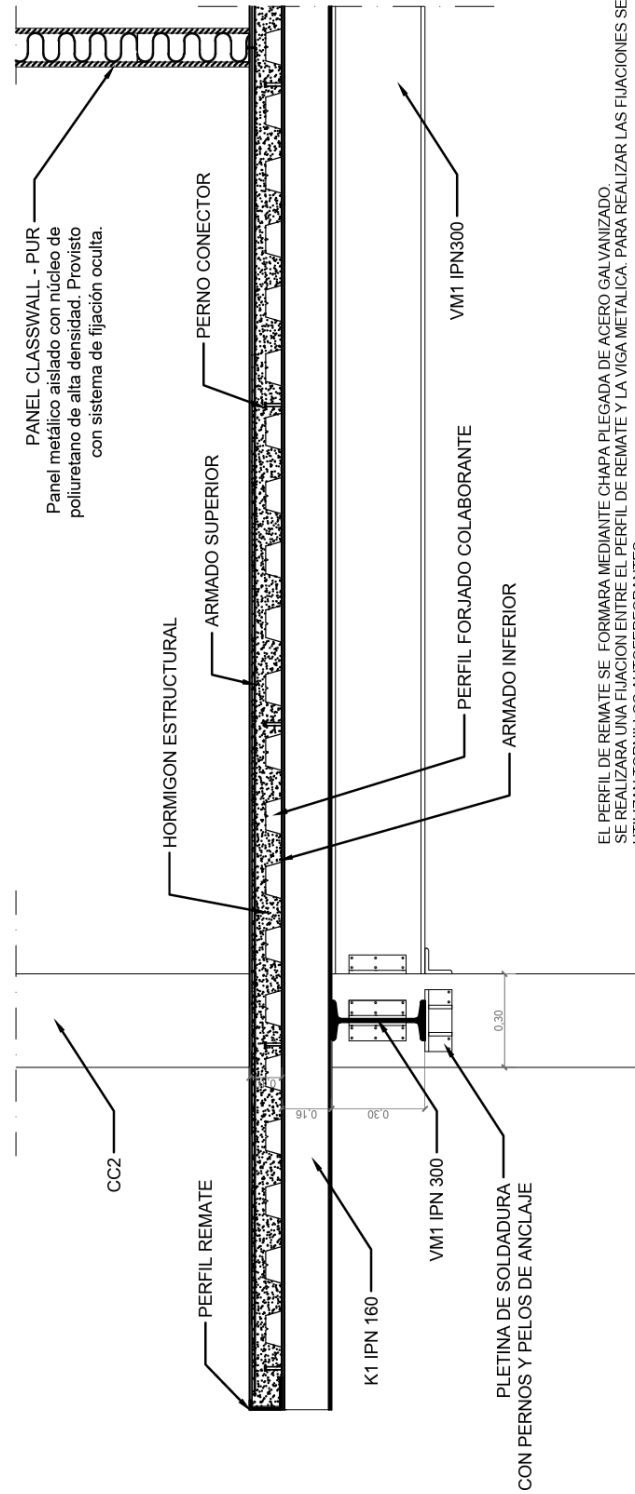 PANEL CLASSWALL - PUR
Panel metálico aislado con núcleo de
poliuretano de alta densidad. Provisto
con sistema de fijación oculta.
PERNO CONECTOR
ARMADO SUPERIOR
HORMIGON ESTRUCTURAL
CC2
PERFIL REMATE
VM1 IPN300
PERFIL FORJADO COLABORANTE
ARMADO INFERIOR
0,16
0,30
0,30
K1 IPN 160
VM1 IPN 300
PLETINA DE SOLDADURA
CON PERNOS Y PELOS DE ANCLAJE
EL PERFIL DE REMATE SE FORMARA MEDIANTE CHAPA PLEGADA DE ACERO GALVANIZADO.
SE REALIZARA UNA FIJACION ENTRE EL PERFIL DE REMATE Y LA VIGA METALICA. PARA REALIZAR LAS FIJACIONES SE